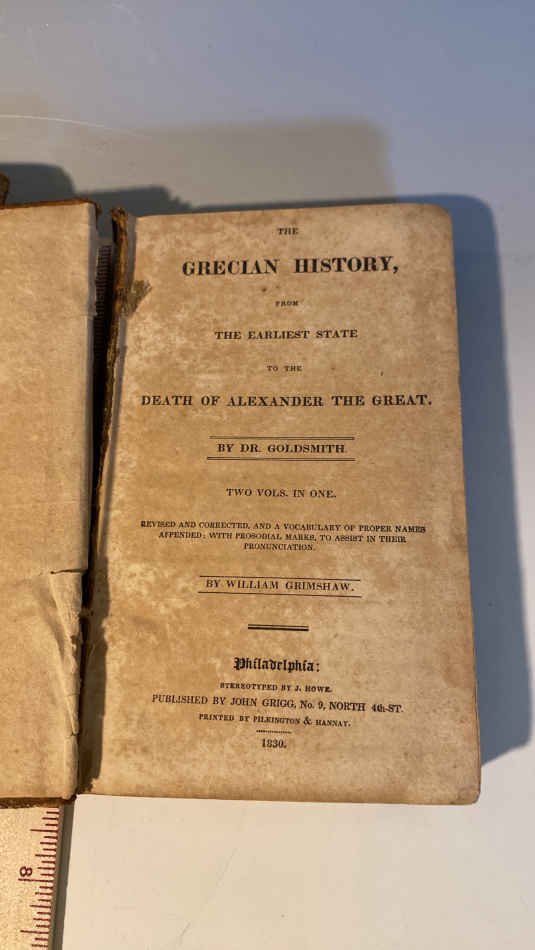 THE
GRECIAN HISTORY,
FROM
THE EARLIEST STATE
TO THE
DEATH OF ALEXANDER THE GREAT.
BY DR. GOLDSMITH.
TWO VOLS. IN ONE.
REVISED AND CORRECTED, AND A VOCABULARY OF PROPER NAMES
APPENDED: WITH PROSODIAL MARKS, TO ASSIST IN THEIR
PRONUNCIATION.
BY WILLIAM GRIMSHAW.
Philadelphia:
STEREOTYPED BY J. HOWE.
PUBLISHED BY JOHN GRIGG, No. 9, NORTH 4th-ST.
PRINTED BY PILKINGTON & HANNAY.
1830.
8